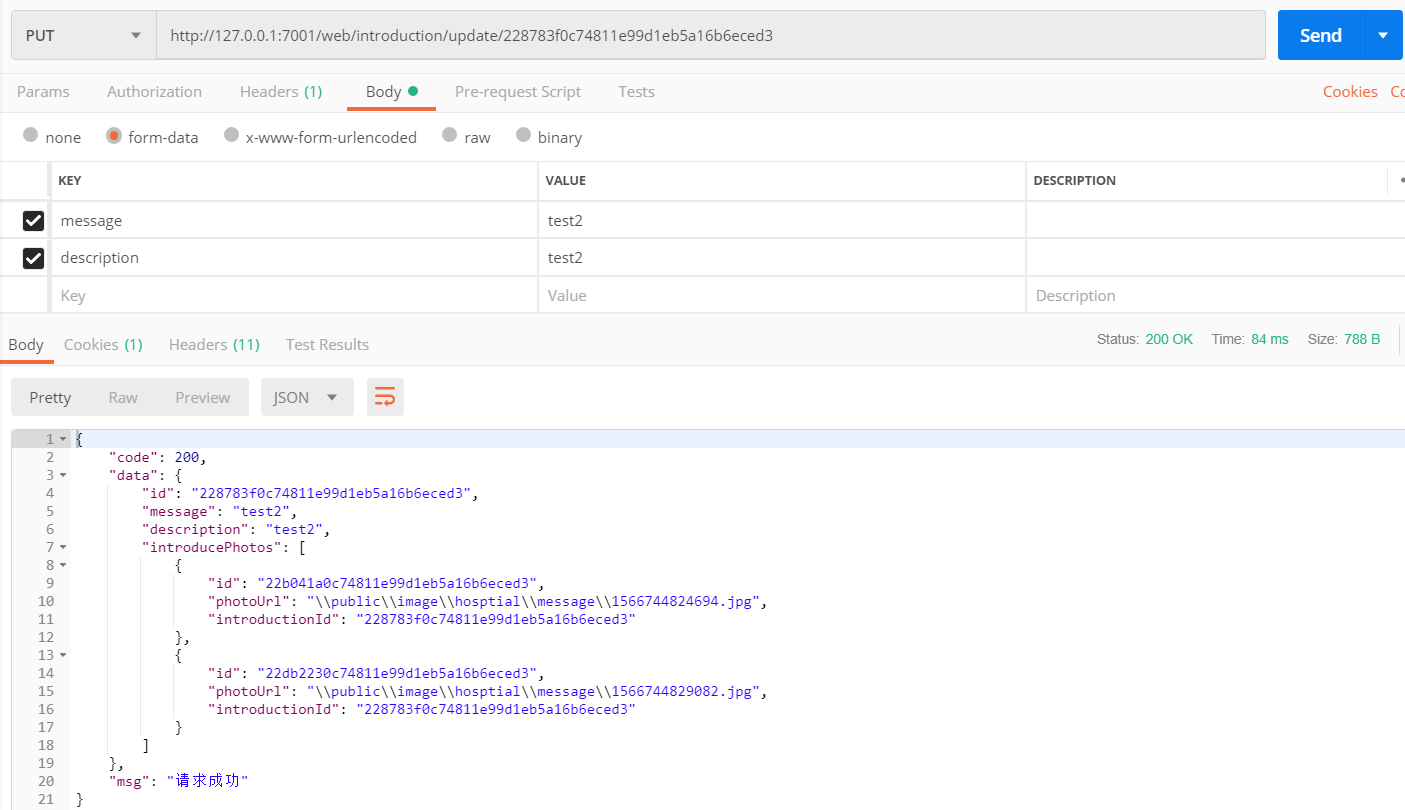 PUT http://127.0.0.1:7001/web/introduction/update/228783f0c74811e99d1eb5a16b6eced3 Send
Params Authorization Headers (1) Body Pre-request Script Tests Cookies
none form-data x-www-form-urlencoded raw binary
KEY VALUE DESCRIPTION
message test2
description test2
Key Value Description
Body Cookies (1) Headers (11) Test Results Status: 200 OK Time: 84 ms Size: 788 B
Pretty Raw Preview JSON
1 {
2 "code": 200,
3 "data": {
4 "id": "228783f0c74811e99d1eb5a16b6eced3",
5 "message": "test2",
6 "description": "test2",
7 "introducePhotos": [
8 {
9 "id": "22b041a0c74811e99d1eb5a16b6eced3",
10 "photoUrl": "\\public\\image\\hosptial\\message\\1566744824694.jpg",
11 "introductionId": "228783f0c74811e99d1eb5a16b6eced3"
12 },
13 {
14 "id": "22db2230c74811e99d1eb5a16b6eced3",
15 "photoUrl": "\\public\\image\\hosptial\\message\\1566744829082.jpg",
16 "introductionId": "228783f0c74811e99d1eb5a16b6eced3"
17 }
18 ]
19 },
20 "msg": "请求成功"
21 }